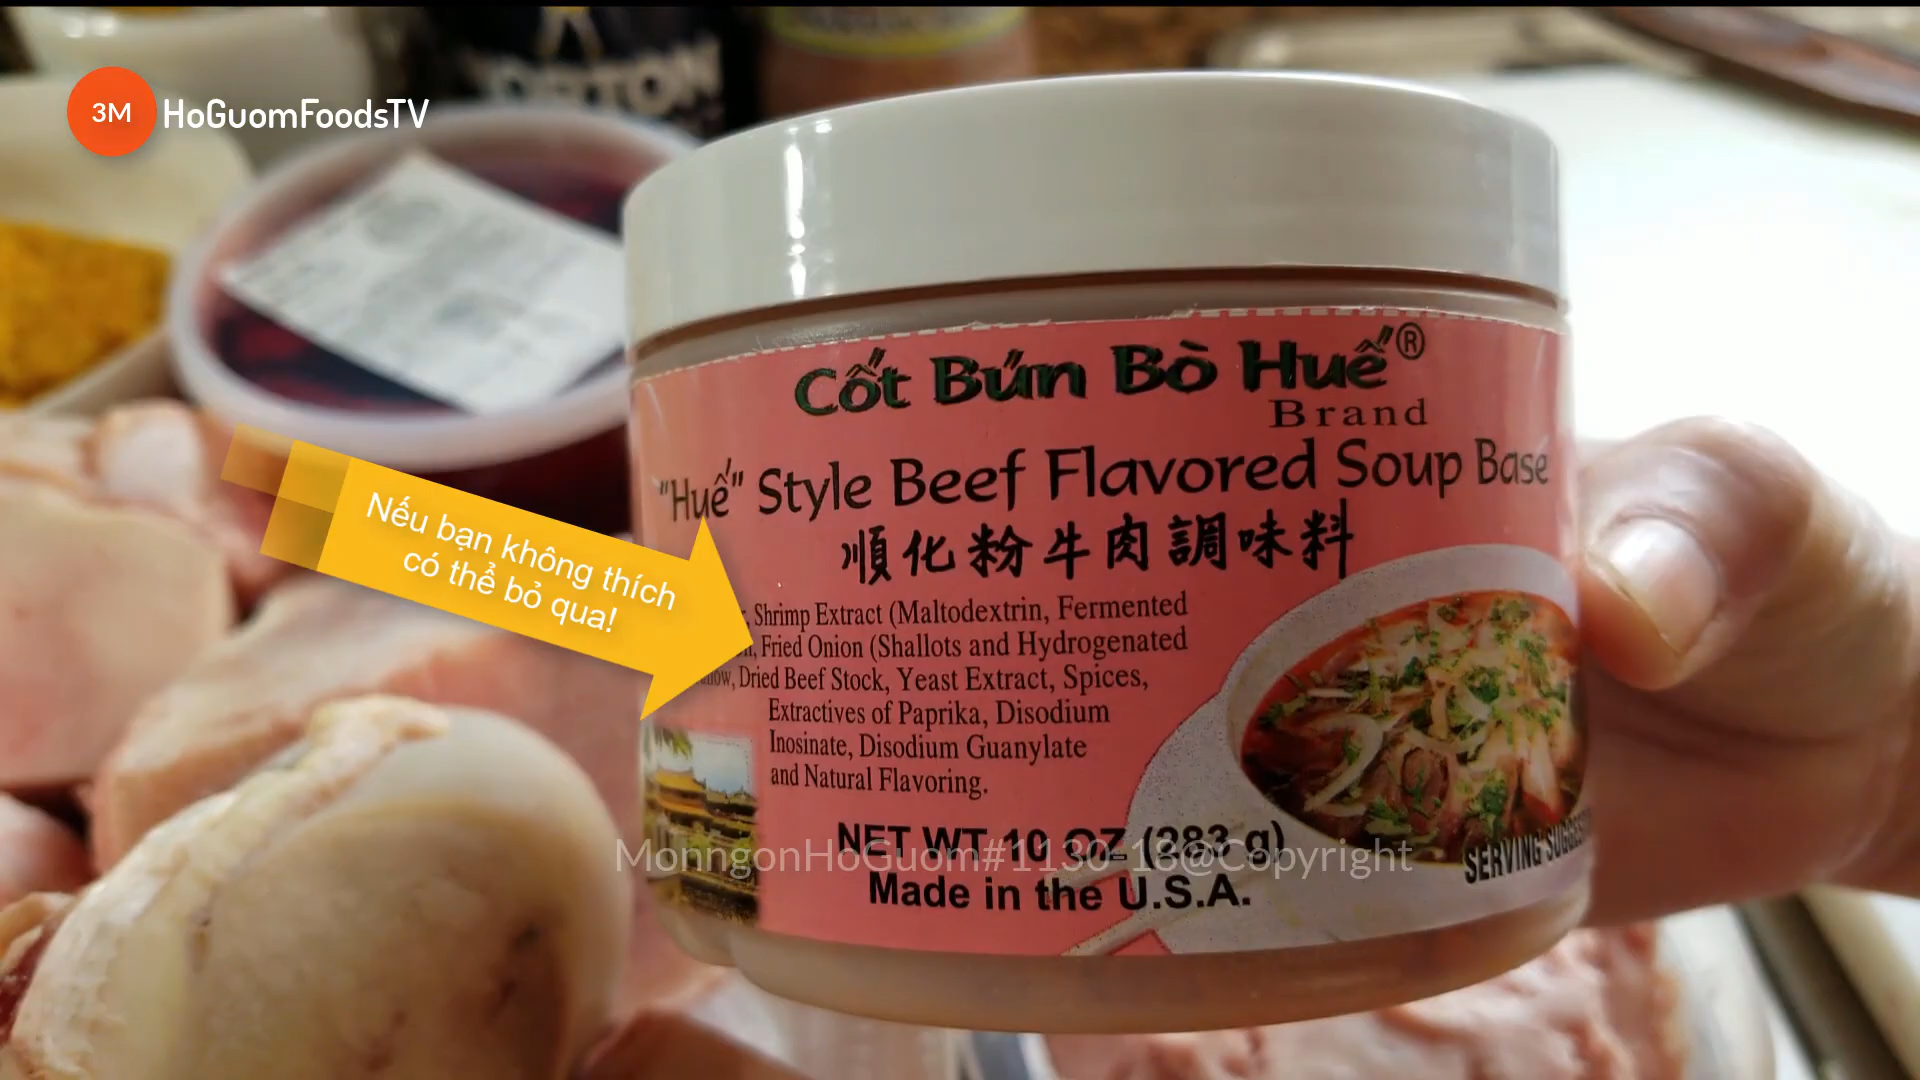 3M HoGuomFoodsTV
MORTON
Cốt Bún Bò Huế®
Brand
"Huế" Style Beef Flavored Soup Base
順化粉牛肉調味料
Nếu bạn không thích
có thể bỏ qua!
Shrimp Extract (Maltodextrin, Fermented
Fried Onion (Shallots and Hydrogenated
Dried Beef Stock, Yeast Extract, Spices,
Extractives of Paprika, Disodium
Inosinate, Disodium Guanylate
and Natural Flavoring.
NET WT 10 OZ (283 g)
MonngonHoGuom#1130-18@Copyright
Made in the U.S.A.
SERVING